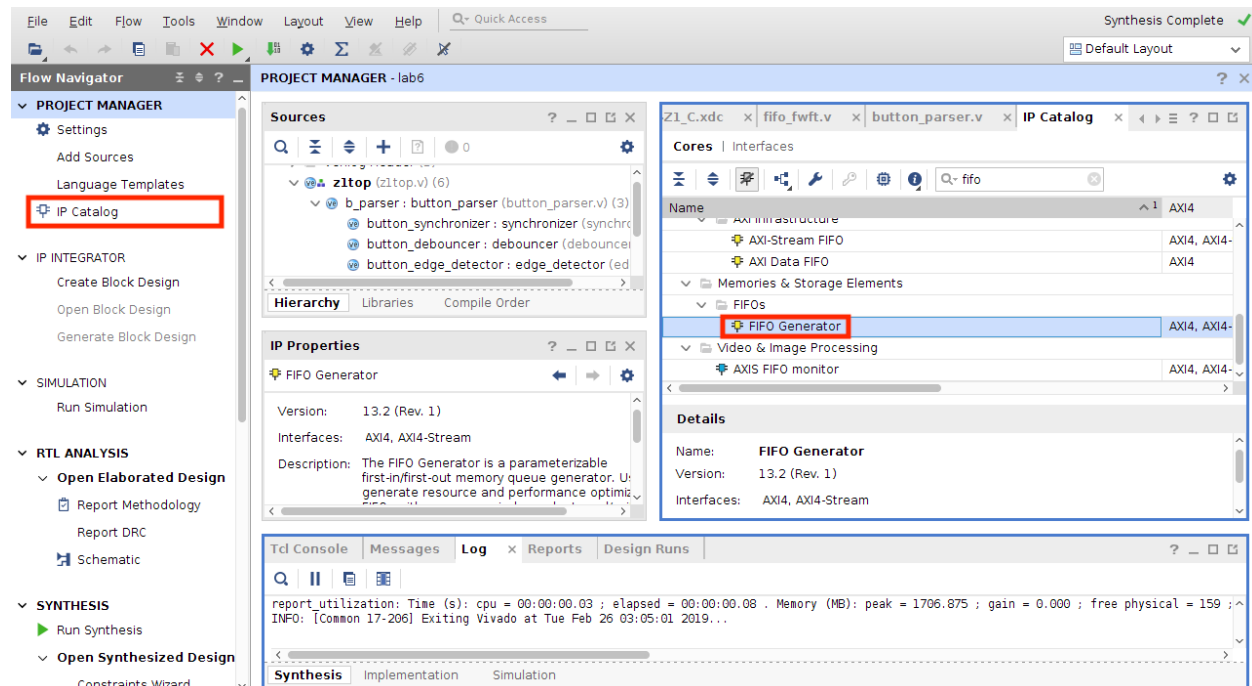 File Edit Flow Tools Window Layout View Help Quick Access Synthesis Complete
Default Layout
Flow Navigator
PROJECT MANAGER
Settings
Add Sources
Language Templates
IP Catalog
IP INTEGRATOR
Create Block Design
Open Block Design
Generate Block Design
SIMULATION
Run Simulation
RTL ANALYSIS
Open Elaborated Design
Report Methodology
Report DRC
Schematic
SYNTHESIS
Run Synthesis
Open Synthesized Design
Constraints Wizard
PROJECT MANAGER - lab6
Sources
0
z1top (z1top.v) (6)
b_parser : button_parser (button_parser.v) (3)
button_synchronizer : synchronizer (synchro
button_debouncer : debouncer (debouncer
button_edge_detector : edge_detector (ed
Hierarchy Libraries Compile Order
IP Properties
FIFO Generator
Version: 13.2 (Rev. 1)
Interfaces: AXI4, AXI4-Stream
Description: The FIFO Generator is a parameterizable
first-in/first-out memory queue generator. U
generate resource and performance optimiz
Z1_C.xdc fifo_fwft.v button_parser.v IP Catalog
Cores Interfaces
fifo
Name 1 AXI4
AXI Infrastructure
AXI-Stream FIFO AXI4, AXI4-
AXI Data FIFO AXI4
Memories & Storage Elements
FIFOs
FIFO Generator AXI4, AXI4-
Video & Image Processing
AXIS FIFO monitor AXI4, AXI4-
Details
Name: FIFO Generator
Version: 13.2 (Rev. 1)
Interfaces: AXI4, AXI4-Stream
Tcl Console Messages Log Reports Design Runs
report_utilization: Time (s): cpu = 00:00:00.03 ; elapsed = 00:00:00.08 . Memory (MB): peak = 1706.875 ; gain = 0.000 ; free physical = 159 ;
INFO: [Common 17-206] Exiting Vivado at Tue Feb 26 03:05:01 2019...
Synthesis Implementation Simulation